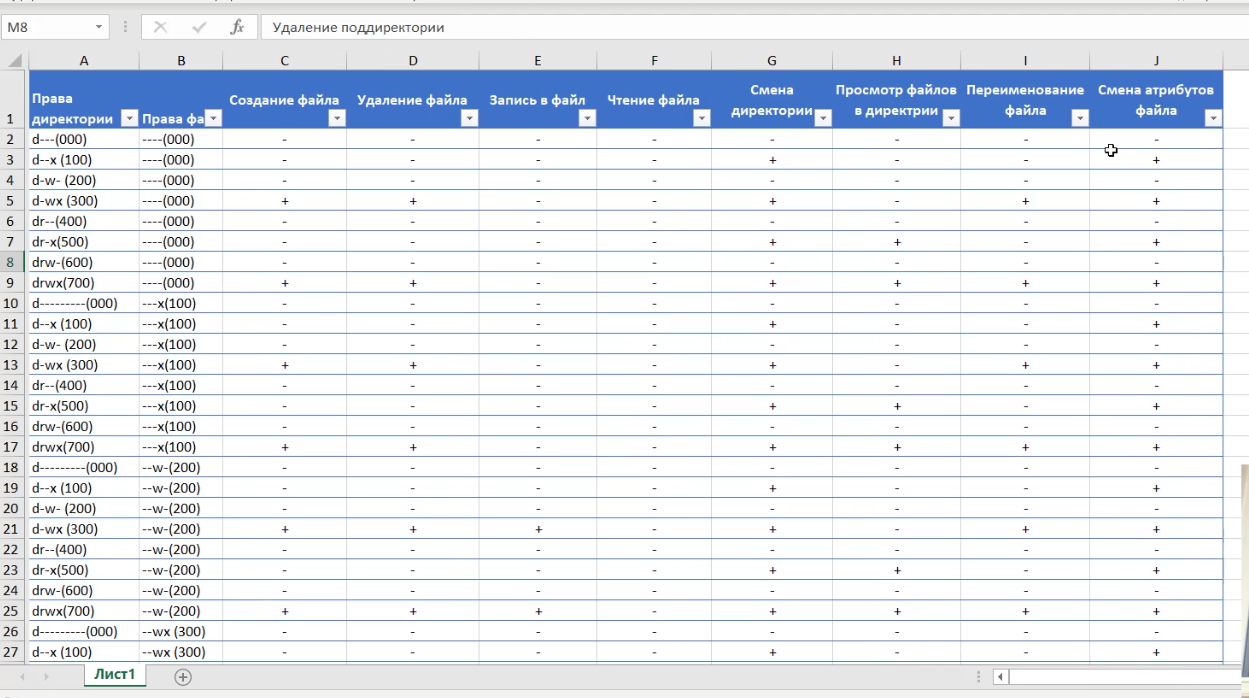 M8 fx Удаление поддиректории
A B C D E F G H I J
1 Права директории Права фа Создание файла Удаление файла Запись в файл Чтение файла Смена директории Просмотр файлов в директрии Переименование файла Смена атрибутов файла
2 d---(000) ----(000) - - - - - - - -
3 d--x (100) ----(000) - - - - + - - +
4 d-w- (200) ----(000) - - - - - - - -
5 d-wx (300) ----(000) + + - - + - + +
6 dr--(400) ----(000) - - - - - - - -
7 dr-x(500) ----(000) - - - - + + - +
8 drw-(600) ----(000) - - - - - - - -
9 drwx(700) ----(000) + + - - + + + +
10 d---------(000) ---x(100) - - - - - - - -
11 d--x (100) ---x(100) - - - - + - - +
12 d-w- (200) ---x(100) - - - - - - - -
13 d-wx (300) ---x(100) + + - - + - + +
14 dr--(400) ---x(100) - - - - - - - -
15 dr-x(500) ---x(100) - - - - + + - +
16 drw-(600) ---x(100) - - - - - - - -
17 drwx(700) ---x(100) + + - - + + + +
18 d---------(000) --w-(200) - - - - - - - -
19 d--x (100) --w-(200) - - - - + - - +
20 d-w- (200) --w-(200) - - - - - - - -
21 d-wx (300) --w-(200) + + + - + - + +
22 dr--(400) --w-(200) - - - - - - - -
23 dr-x(500) --w-(200) - - - - + + - +
24 drw-(600) --w-(200) - - - - - - - -
25 drwx(700) --w-(200) + + + - + + + +
26 d---------(000) --wx (300) - - - - - - - -
27 d--x (100) --wx (300) - - - - + - - +
Лист1